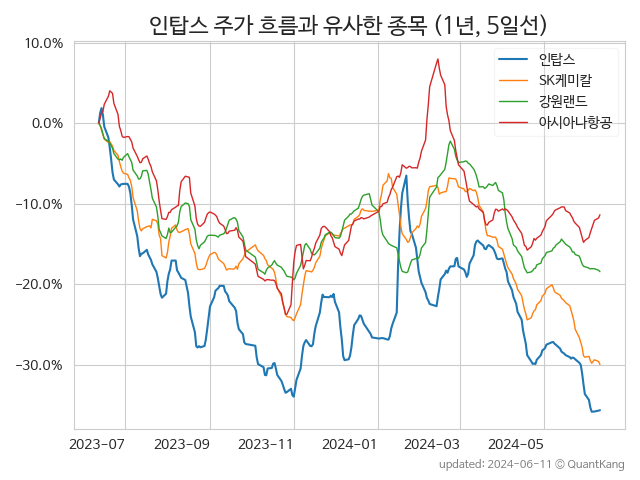 인탑스 주가 흐름과 유사한 종목 (1년, 5일선)
10.0%
0.0%
−10.0%
−20.0%
−30.0%
인탑스
SK케미칼
강원랜드
아시아나항공
2023−07
2023−09
2023−11
2024−01
2024−03
2024−05
updated: 2024-06-11 © QuantKang